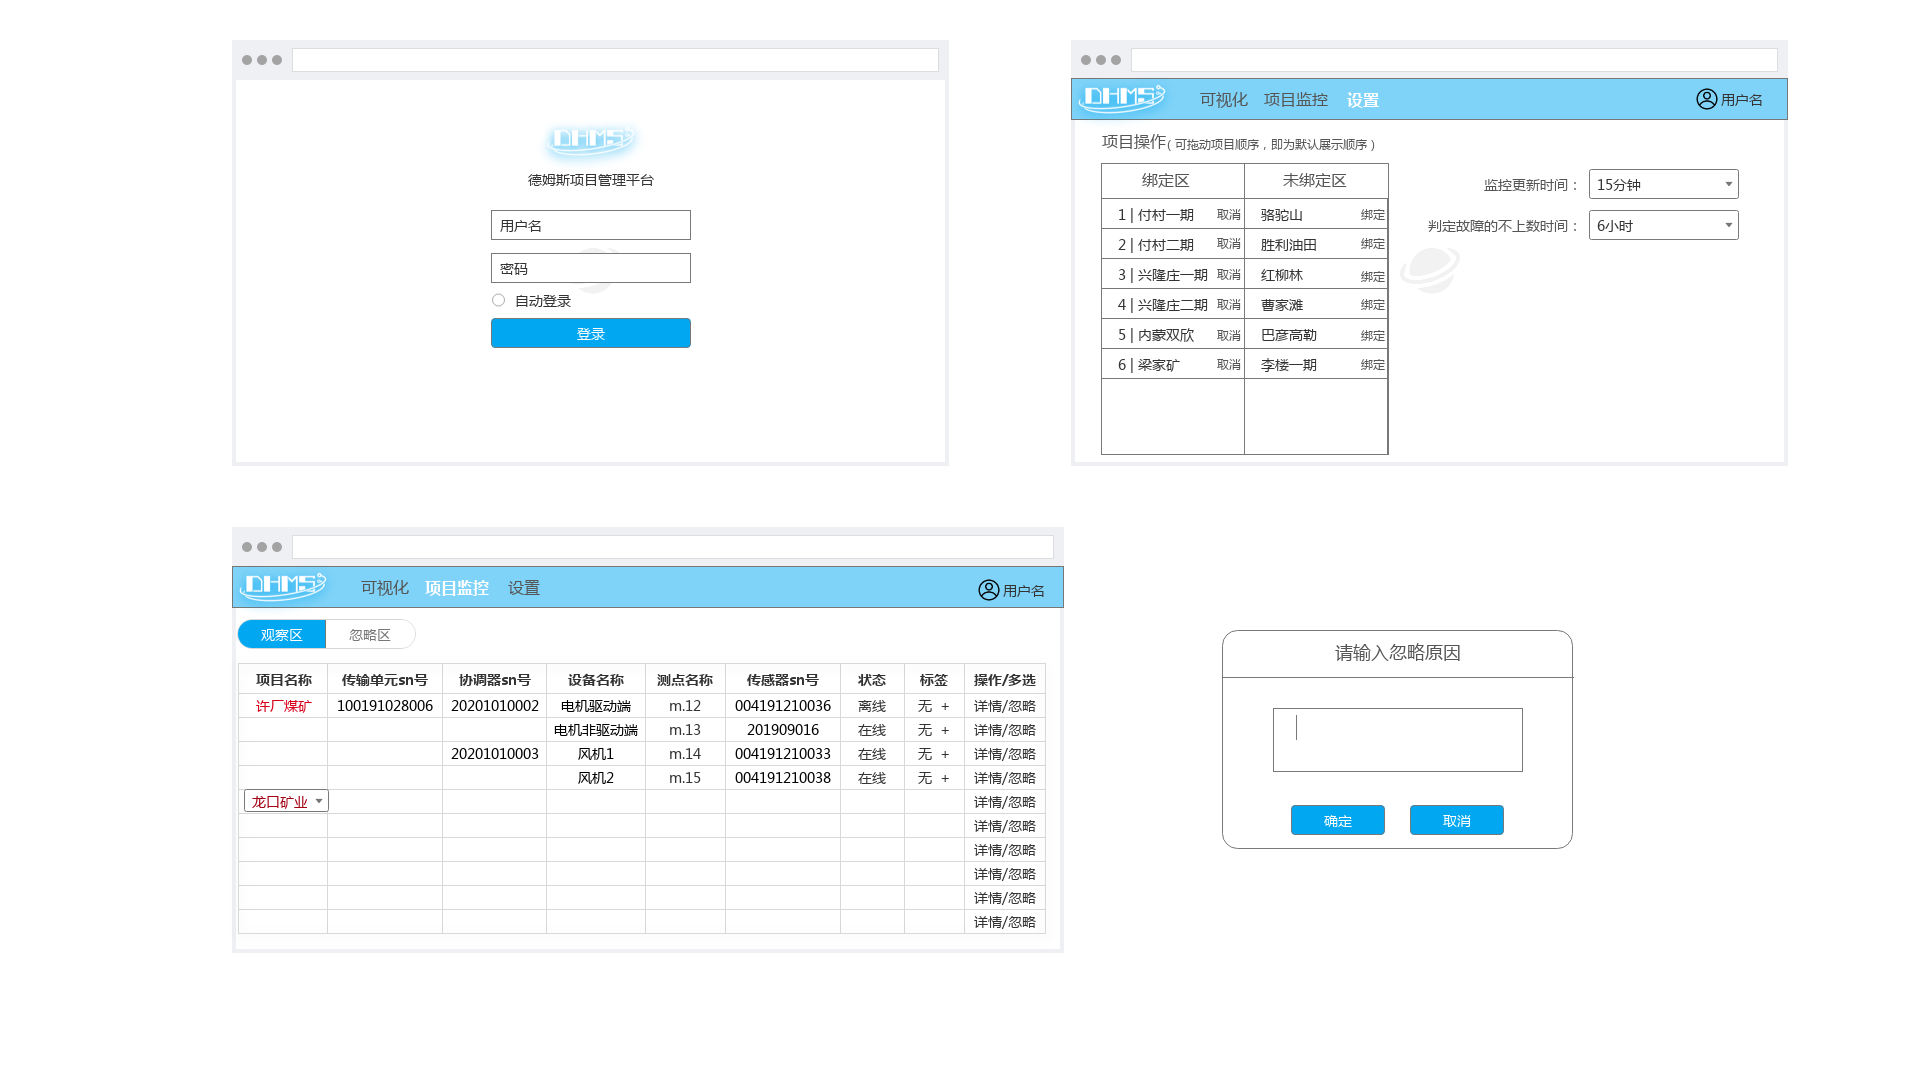 DHMS
德姆斯项目管理平台
用户名
密码
自动登录
登录
DHMS 可视化 项目监控 设置 用户名
项目操作( 可拖动项目顺序，即为默认展示顺序 )
绑定区 未绑定区
1 | 付村一期 取消 骆驼山 绑定
2 | 付村二期 取消 胜利油田 绑定
3 | 兴隆庄一期 取消 红柳林 绑定
4 | 兴隆庄二期 取消 曹家滩 绑定
5 | 内蒙双欣 取消 巴彦高勒 绑定
6 | 梁家矿 取消 李楼一期 绑定
监控更新时间： 15分钟
判定故障的不上数时间： 6小时
DHMS 可视化 项目监控 设置 用户名
观察区 忽略区
项目名称 传输单元sn号 协调器sn号 设备名称 测点名称 传感器sn号 状态 标签 操作/多选
许厂煤矿 100191028006 20201010002 电机驱动端 m.12 004191210036 离线 无 + 详情/忽略
电机非驱动端 m.13 201909016 在线 无 + 详情/忽略
20201010003 风机1 m.14 004191210033 在线 无 + 详情/忽略
风机2 m.15 004191210038 在线 无 + 详情/忽略
龙口矿业 详情/忽略
详情/忽略
详情/忽略
详情/忽略
详情/忽略
详情/忽略
请输入忽略原因
确定 取消